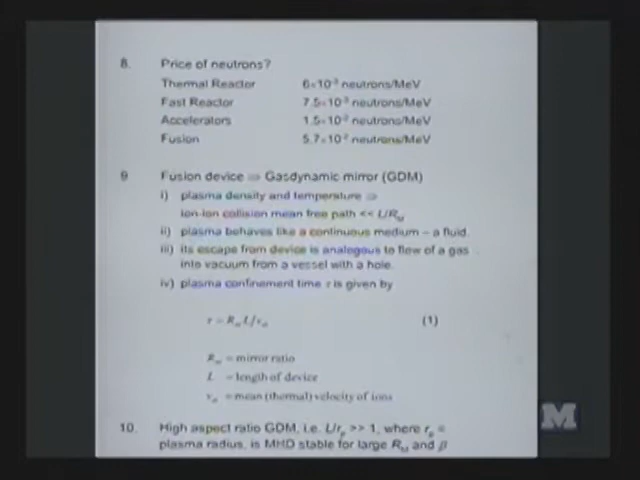 8. Price of neutrons?
Thermal Reactor 6×10⁻³ neutrons/MeV
Fast Reactor 7.5×10⁻³ neutrons/MeV
Accelerators 1.5×10⁻² neutrons/MeV
Fusion 5.7×10⁻² neutrons/MeV
9 Fusion device ⇒ Gasdynamic mirror (GDM)
i) plasma density and temperature ⇒
ion-ion collision mean free path << L/R_M
ii) plasma behaves like a continuous medium – a fluid.
iii) its escape from device is analogous to flow of a gas
into vacuum from a vessel with a hole.
iv) plasma confinement time τ is given by
τ = R_M L/v_th (1)
R_M = mirror ratio
L = length of device
v_th = mean (thermal) velocity of ions
10. High aspect ratio GDM, i.e. L/r_p >> 1, where r_p =
plasma radius, is MHD stable for large R_M and β
M